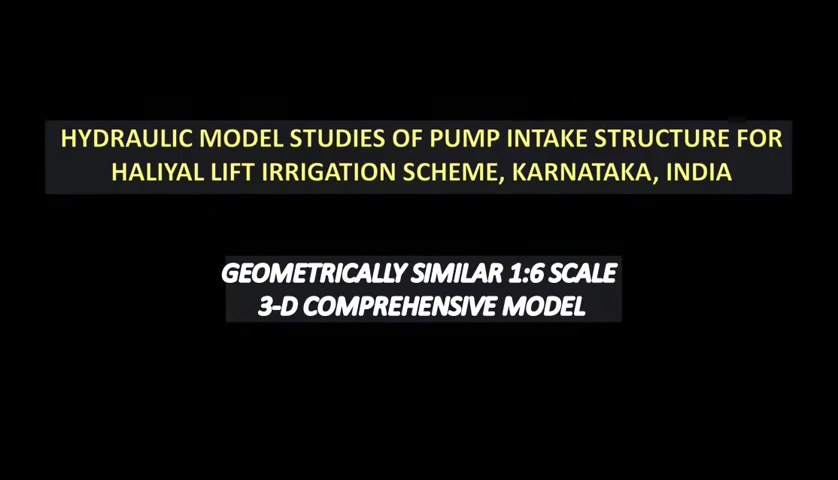 HYDRAULIC MODEL STUDIES OF PUMP INTAKE STRUCTURE FOR
HALIYAL LIFT IRRIGATION SCHEME, KARNATAKA, INDIA
GEOMETRICALLY SIMILAR 1:6 SCALE
3-D COMPREHENSIVE MODEL